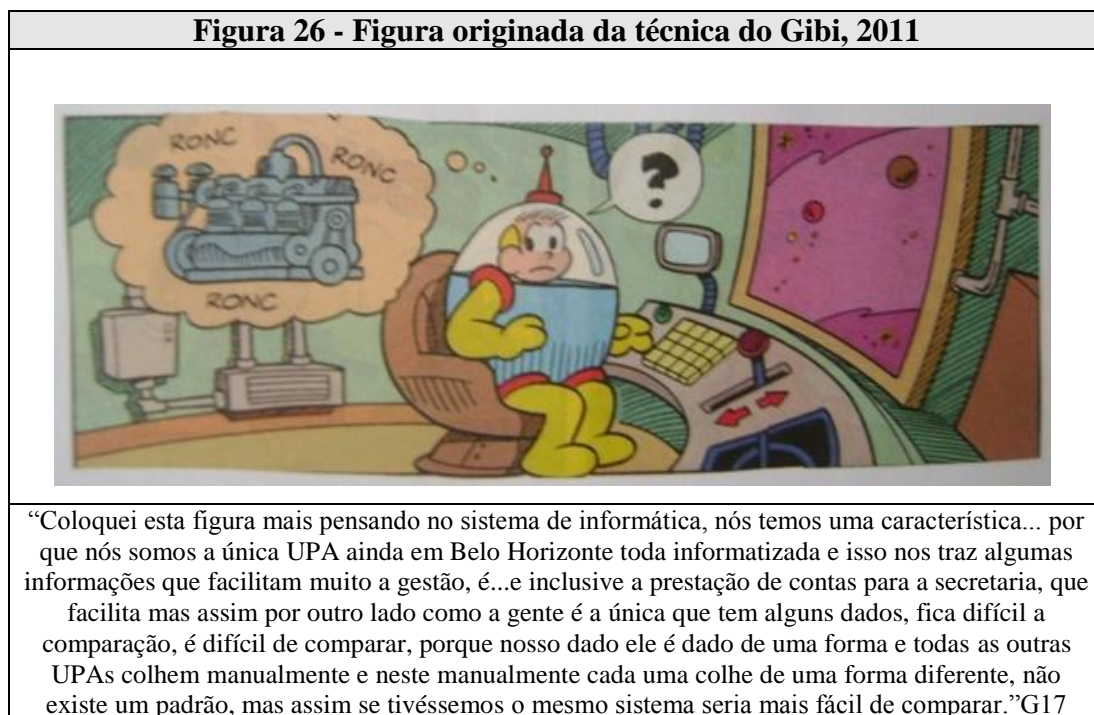 Figura 26 - Figura originada da técnica do Gibi, 2011
RONC
RONC
?
RONC
“Coloquei esta figura mais pensando no sistema de informática, nós temos uma característica... por
que nós somos a única UPA ainda em Belo Horizonte toda informatizada e isso nos traz algumas
informações que facilitam muito a gestão, é...e inclusive a prestação de contas para a secretaria, que
facilita mas assim por outro lado como a gente é a única que tem alguns dados, fica difícil a
comparação, é difícil de comparar, porque nosso dado ele é dado de uma forma e todas as outras
UPAs colhem manualmente e neste manualmente cada uma colhe de uma forma diferente, não
existe um padrão, mas assim se tivéssemos o mesmo sistema seria mais fácil de comparar.”G17